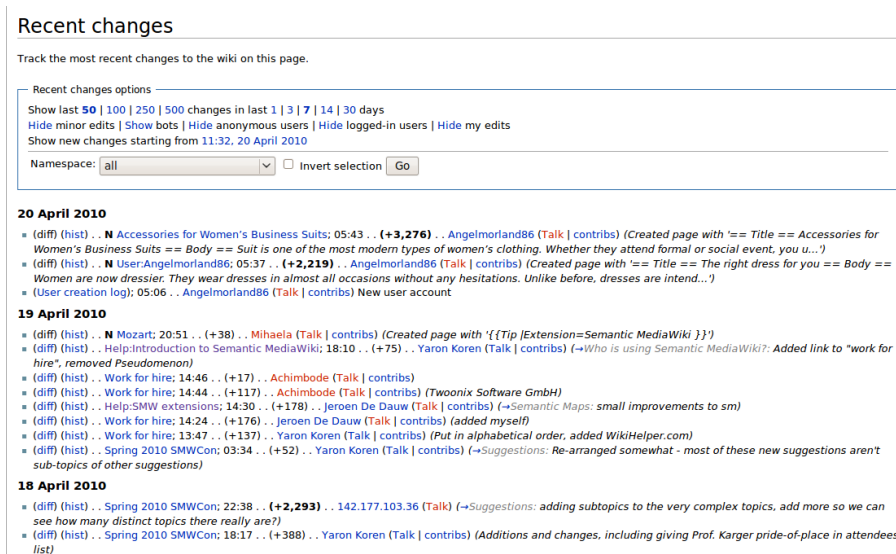 Recent changes
Track the most recent changes to the wiki on this page.
Recent changes options
Show last 50 | 100 | 250 | 500 changes in last 1 | 3 | 7 | 14 | 30 days
Hide minor edits | Show bots | Hide anonymous users | Hide logged-in users | Hide my edits
Show new changes starting from 11:32, 20 April 2010
Namespace: all Invert selection Go
20 April 2010
(diff) (hist) . . N Accessories for Women's Business Suits; 05:43 . . (+3,276) . . Angelmorland86 (Talk | contribs) (Created page with '== Title == Accessories for
Women's Business Suits == Body == Suit is one of the most modern types of women's clothing. Whether they attend formal or social event, you u...')
(diff) (hist) . . N User:Angelmorland86; 05:37 . . (+2,219) . . Angelmorland86 (Talk | contribs) (Created page with '== Title == The right dress for you == Body ==
Women are now dressier. They wear dresses in almost all occasions without any hesitations. Unlike before, dresses are intend...')
(User creation log); 05:06 . . Angelmorland86 (Talk | contribs) New user account
19 April 2010
(diff) (hist) . . N Mozart; 20:51 . . (+38) . . Mihaela (Talk | contribs) (Created page with '{{Tip |Extension=Semantic MediaWiki }}')
(diff) (hist) . . Help:Introduction to Semantic MediaWiki; 18:10 . . (+75) . . Yaron Koren (Talk | contribs) (→Who is using Semantic MediaWiki?: Added link to "work for
hire", removed Pseudomenon)
(diff) (hist) . . Work for hire; 14:46 . . (+17) . . Achimbode (Talk | contribs)
(diff) (hist) . . Work for hire; 14:44 . . (+117) . . Achimbode (Talk | contribs) (Twoonix Software GmbH)
(diff) (hist) . . Help:SMW extensions; 14:30 . . (+178) . . Jeroen De Dauw (Talk | contribs) (→Semantic Maps: small improvements to sm)
(diff) (hist) . . Work for hire; 14:24 . . (+176) . . Jeroen De Dauw (Talk | contribs) (added myself)
(diff) (hist) . . Work for hire; 13:47 . . (+137) . . Yaron Koren (Talk | contribs) (Put in alphabetical order, added WikiHelper.com)
(diff) (hist) . . Spring 2010 SMWCon; 03:34 . . (+52) . . Yaron Koren (Talk | contribs) (→Suggestions: Re-arranged somewhat - most of these new suggestions aren't
sub-topics of other suggestions)
18 April 2010
(diff) (hist) . . Spring 2010 SMWCon; 22:38 . . (+2,293) . . 142.177.103.36 (Talk) (→Suggestions: adding subtopics to the very complex topics, add more so we can
see how many distinct topics there really are?)
(diff) (hist) . . Spring 2010 SMWCon; 18:17 . . (+388) . . Yaron Koren (Talk | contribs) (Additions and changes, including giving Prof. Karger pride-of-place in attendees
list)